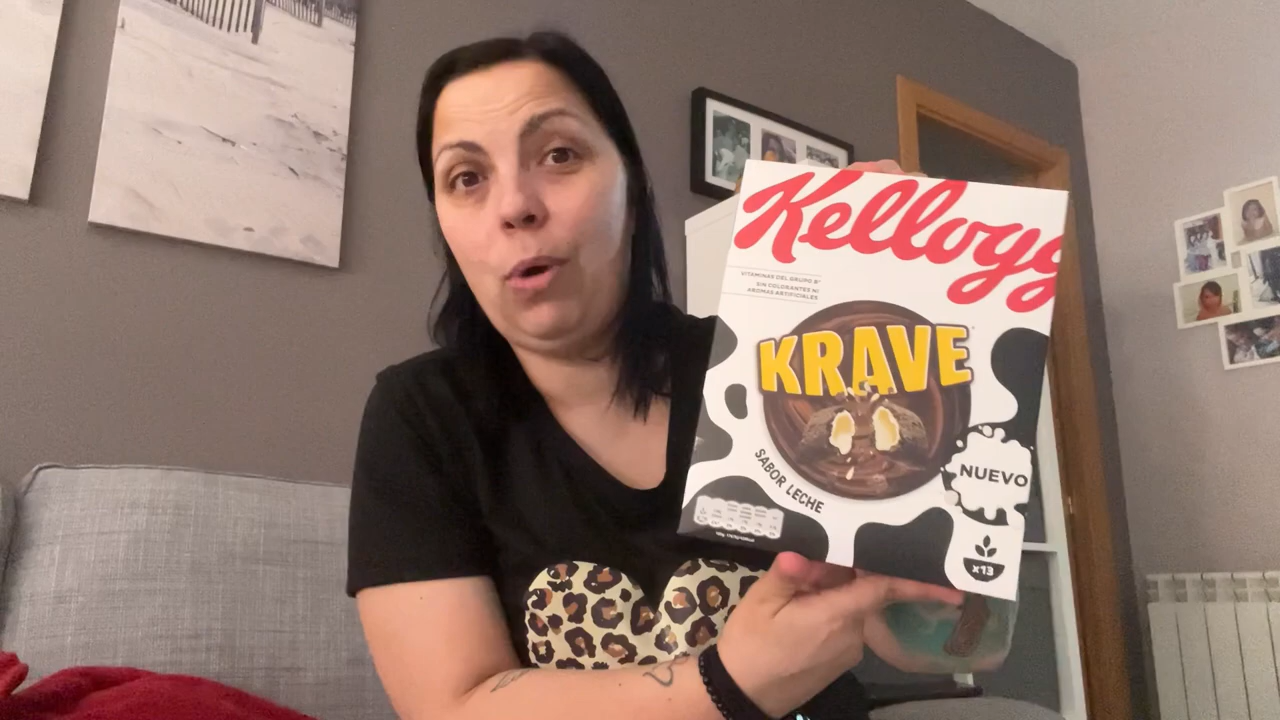 Kellogg
VITAMINAS DEL GRUPO B*
SIN COLORANTES NI
AROMAS ARTIFICIALES
KRAVE
SABOR LECHE
NUEVO
x13